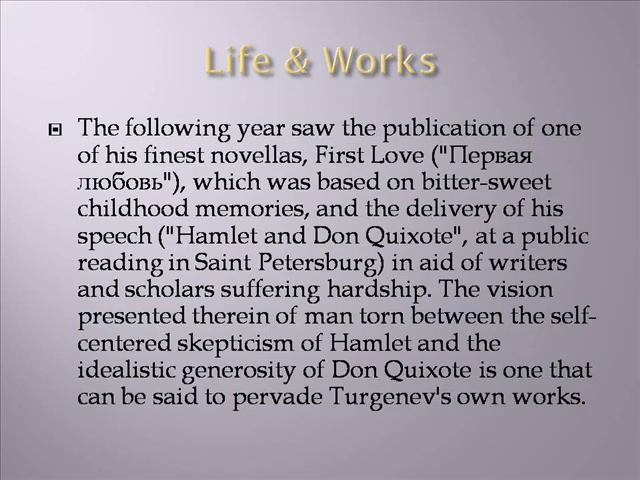 Life & Works
The following year saw the publication of one
of his finest novellas, First Love ("Первая
любовь"), which was based on bitter-sweet
childhood memories, and the delivery of his
speech ("Hamlet and Don Quixote", at a public
reading in Saint Petersburg) in aid of writers
and scholars suffering hardship. The vision
presented therein of man torn between the self-
centered skepticism of Hamlet and the
idealistic generosity of Don Quixote is one that
can be said to pervade Turgenev's own works.